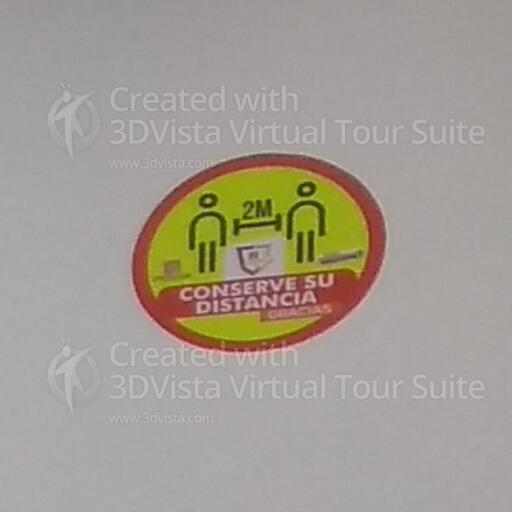 Created with
3DVista Virtual Tour Suite
www.3dvista.com
2M
CONSERVE SU
DISTANCIA
GRACIAS
Created with
3DVista Virtual Tour Suite
www.3dvista.com